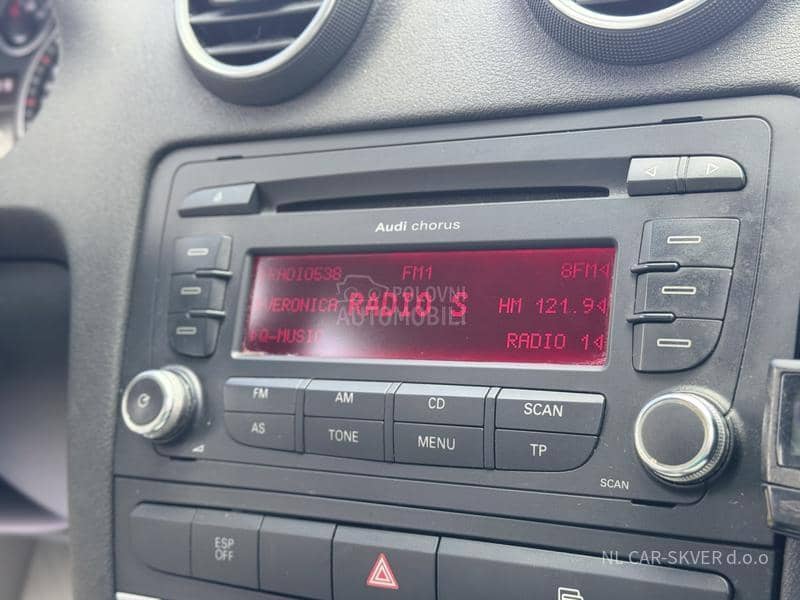 Audi chorus
RADIO538 FM1 8FM
VERONICA RADIO S HM 121.9
Q-MUSIC RADIO 1
POLOVNI
AUTOMOBILI
FM AM CD SCAN
AS TONE MENU TP
SCAN
ESP
OFF
NL CAR-SKVER d.o.o